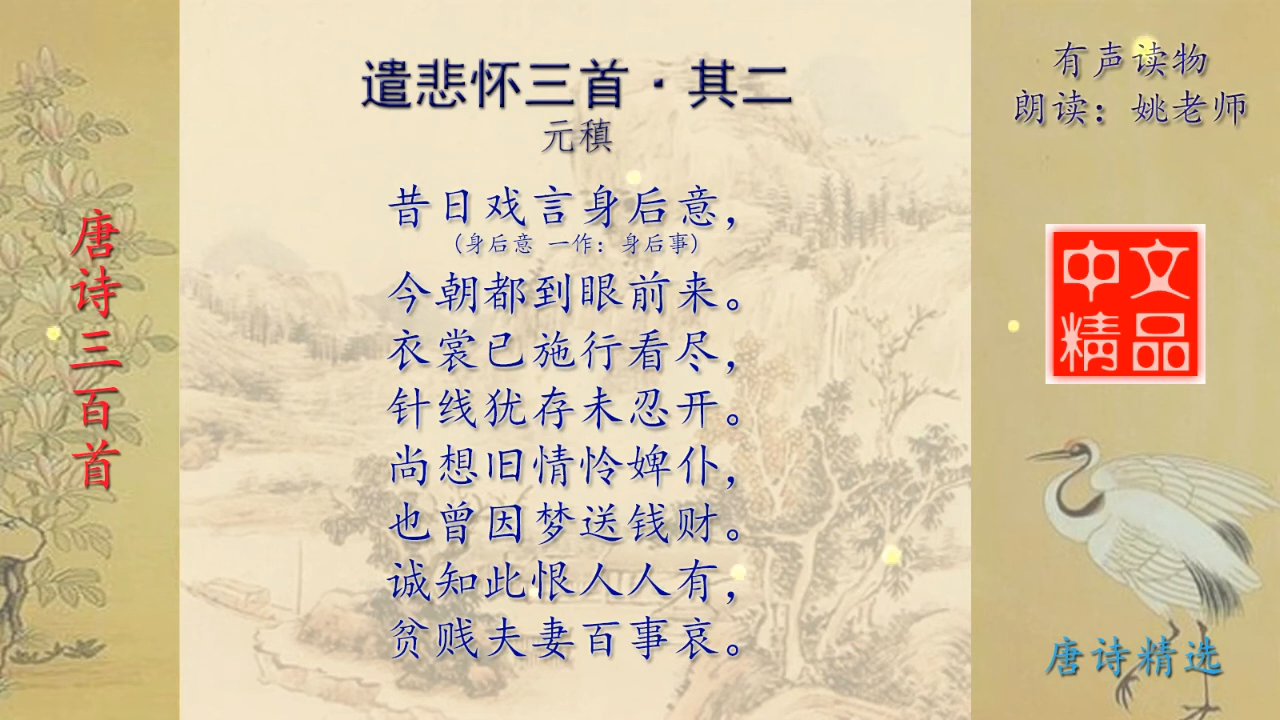 遣悲怀三首·其二
元稹
昔日戏言身后意，
（身后意 一作：身后事）
今朝都到眼前来。
衣裳已施行看尽，
针线犹存未忍开。
尚想旧情怜婢仆，
也曾因梦送钱财。
诚知此恨人人有，
贫贱夫妻百事哀。
唐诗三百首
有声读物
朗读：姚老师
中文
精品
唐诗精选